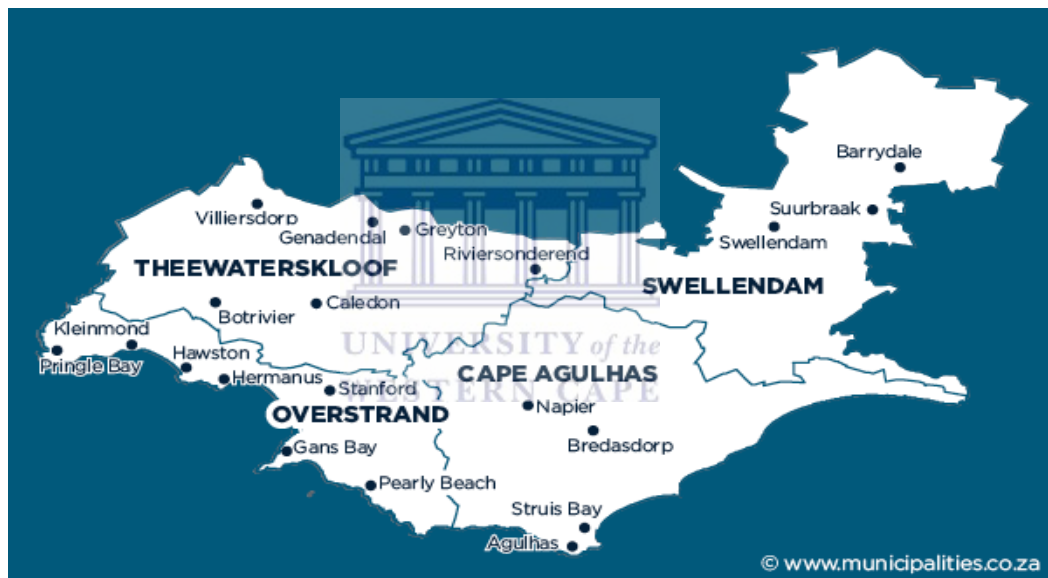 Barrydale
Suurbraak
Swellendam
Villiersdorp
Genadendal
Greyton
Riviersonderend
THEEWATERSKLOOF
SWELLENDAM
Botrivier
Caledon
Kleinmond
Pringle Bay
Hawston
Hermanus
Stanford
UNIVERSITY of the
WESTERN CAPE
CAPE AGULHAS
OVERSTRAND
Napier
Bredasdorp
Gans Bay
Pearly Beach
Struis Bay
Agulhas
© www.municipalities.co.za